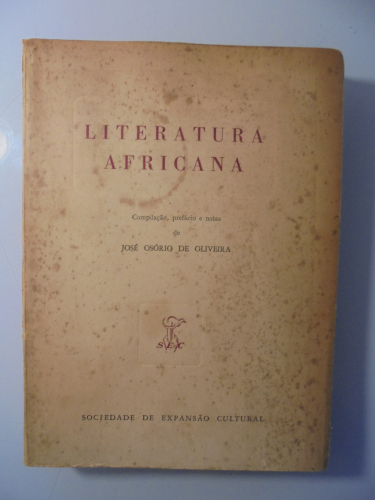 LITERATURA
AFRICANA
Compilação, prefácio e notas
de
JOSÉ OSÓRIO DE OLIVEIRA
S E C
SOCIEDADE DE EXPANSÃO CULTURAL